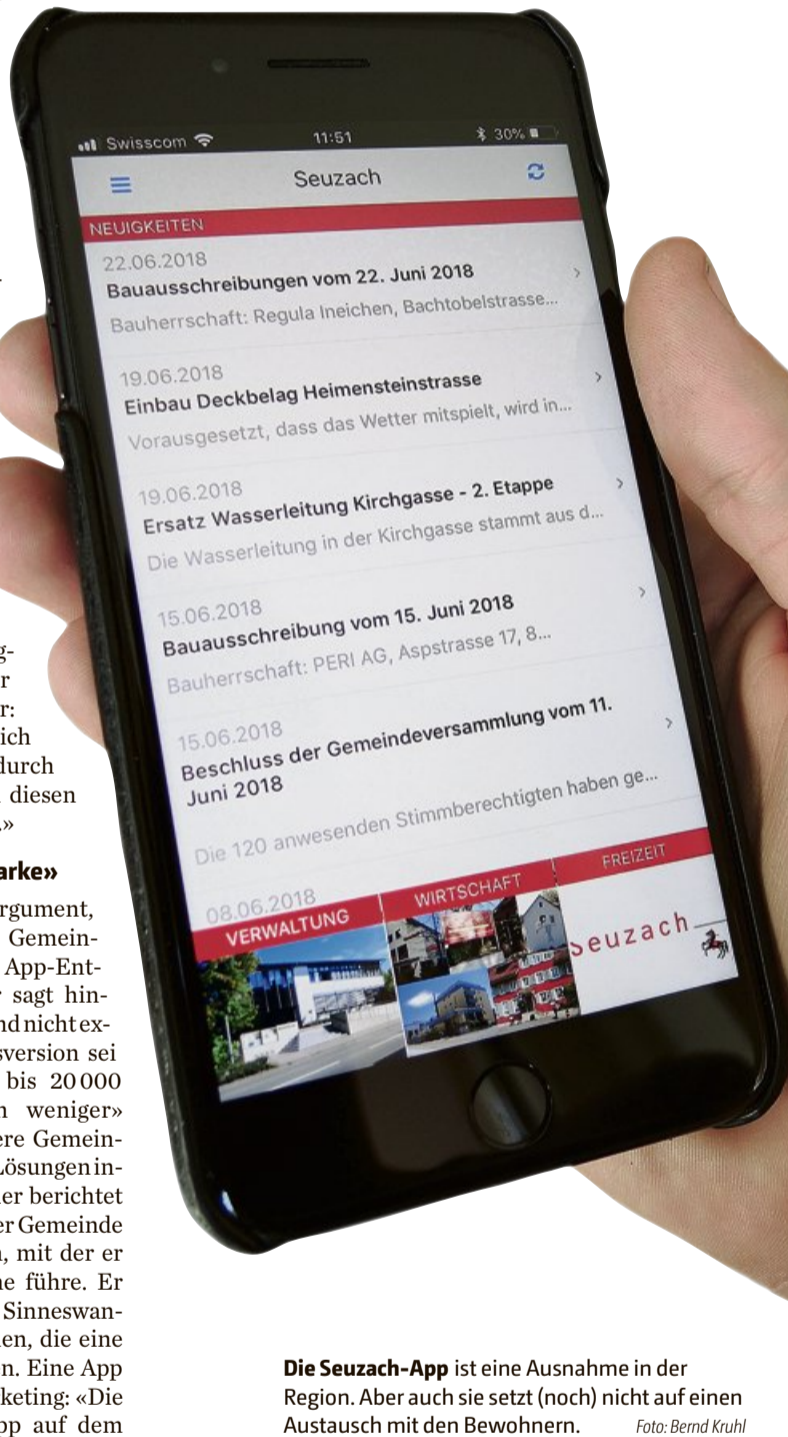 Swisscom 11:51 30%
Seuzach
NEUIGKEITEN
22.06.2018
Bauausschreibungen vom 22. Juni 2018
Bauherrschaft: Regula Ineichen, Bachtobelstrasse...
19.06.2018
Einbau Deckbelag Heimensteinstrasse
Vorausgesetzt, dass das Wetter mitspielt, wird in...
19.06.2018
Ersatz Wasserleitung Kirchgasse - 2. Etappe
Die Wasserleitung in der Kirchgasse stammt aus d...
15.06.2018
Bauausschreibung vom 15. Juni 2018
Bauherrschaft: PERI AG, Aspstrasse 17, 8...
15.06.2018
Beschluss der Gemeindeversammlung vom 11.
Juni 2018
Die 120 anwesenden Stimmberechtigten haben ge...
08.06.2018
VERWALTUNG
WIRTSCHAFT
FREIZEIT
Seuzach
g-
r
r:
ich
durch
diesen
.»
arke»
rgument,
Gemein-
App-Ent-
r sagt hin-
nd nicht ex-
sversion sei
bis 20 000
n weniger»
ere Gemein-
Lösungen in-
er berichtet
er Gemeinde
n, mit der er
ne führe. Er
Sinneswan-
en, die eine
n. Eine App
keting: «Die
pp auf dem
Die Seuzach-App ist eine Ausnahme in der
Region. Aber auch sie setzt (noch) nicht auf einen
Austausch mit den Bewohnern. Foto: Bernd Kruhl